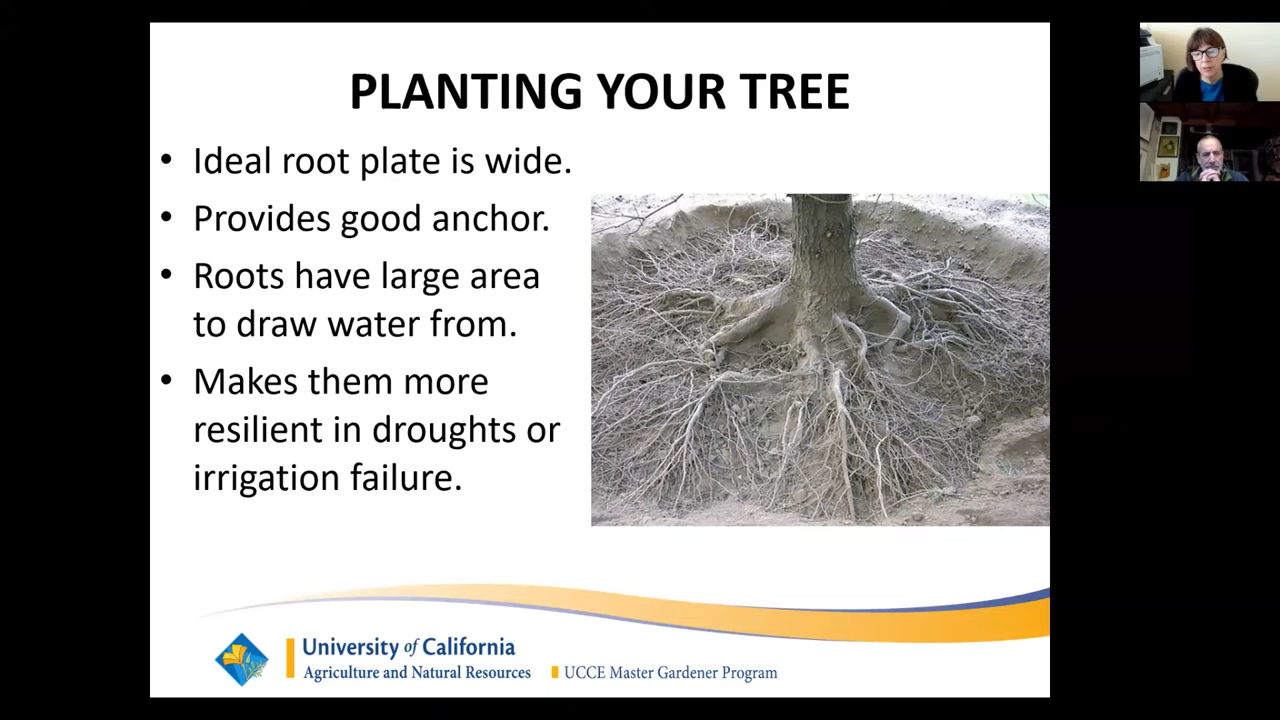 PLANTING YOUR TREE
• Ideal root plate is wide.
• Provides good anchor.
• Roots have large area
to draw water from.
• Makes them more
resilient in droughts or
irrigation failure.
University of California
Agriculture and Natural Resources
UCCE Master Gardener Program